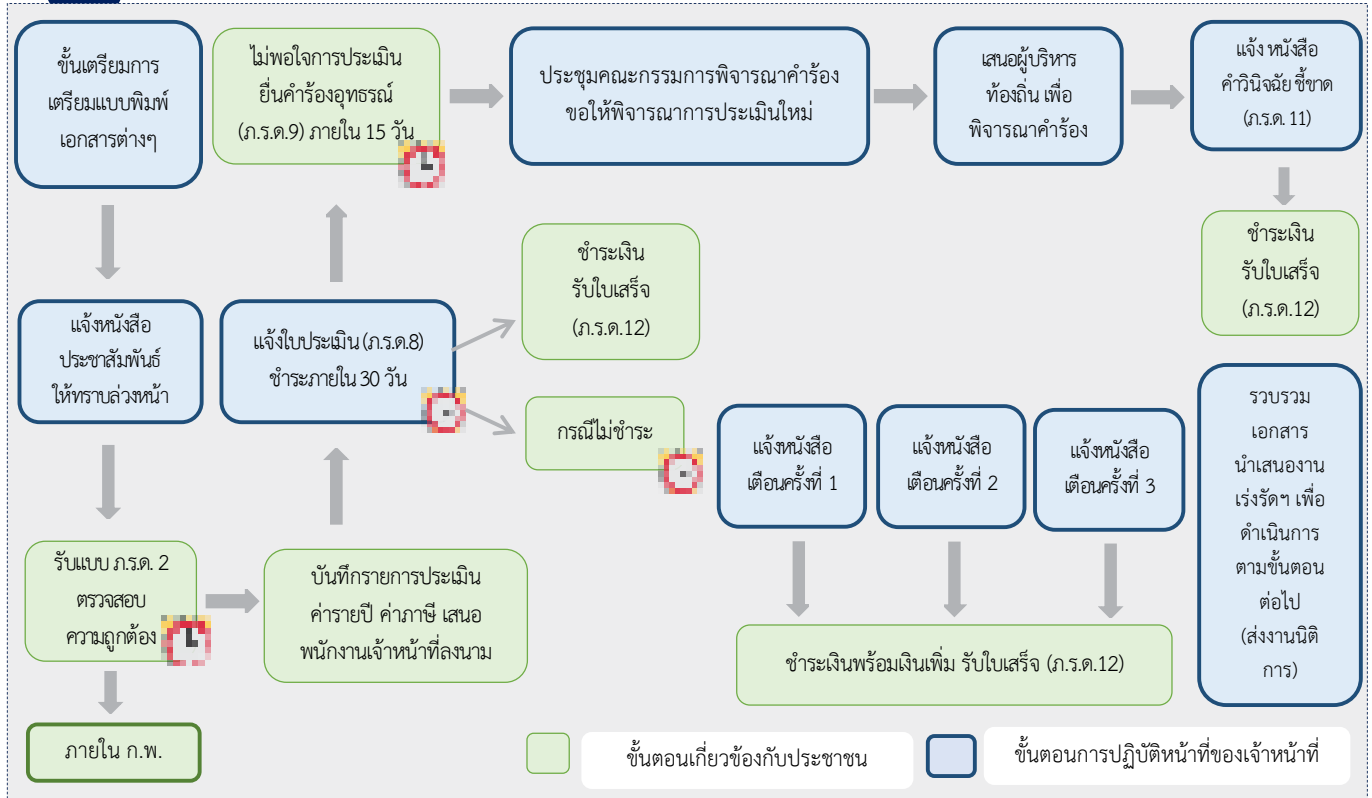 ขั้นเตรียมการ
เตรียมแบบพิมพ์
เอกสารต่างๆ
ไม่พอใจการประเมิน
ยื่นคำร้องอุทธรณ์
(ภ.ร.ด.9) ภายใน 15 วัน
ประชุมคณะกรรมการพิจารณาคำร้อง
ขอให้พิจารณาการประเมินใหม่
เสนอผู้บริหาร
ท้องถิ่น เพื่อ
พิจารณาคำร้อง
แจ้ง หนังสือ
คำวินิจฉัย ชี้ขาด
(ภ.ร.ด. 11)
ชำระเงิน
รับใบเสร็จ
(ภ.ร.ด.12)
แจ้งหนังสือ
ประชาสัมพันธ์
ให้ทราบล่วงหน้า
แจ้งใบประเมิน (ภ.ร.ด.8)
ชำระภายใน 30 วัน
ชำระเงิน
รับใบเสร็จ
(ภ.ร.ด.12)
กรณีไม่ชำระ
แจ้งหนังสือ
เตือนครั้งที่ 1
แจ้งหนังสือ
เตือนครั้งที่ 2
แจ้งหนังสือ
เตือนครั้งที่ 3
รวบรวม
เอกสาร
นำเสนองาน
เร่งรัดฯ เพื่อ
ดำเนินการ
ตามขั้นตอน
ต่อไป
(ส่งงานนิติ
การ)
รับแบบ ภ.ร.ด. 2
ตรวจสอบ
ความถูกต้อง
บันทึกรายการประเมิน
ค่ารายปี ค่าภาษี เสนอ
พนักงานเจ้าหน้าที่ลงนาม
ชำระเงินพร้อมเงินเพิ่ม รับใบเสร็จ (ภ.ร.ด.12)
ภายใน ก.พ.
ขั้นตอนเกี่ยวข้องกับประชาชน
ขั้นตอนการปฏิบัติหน้าที่ของเจ้าหน้าที่